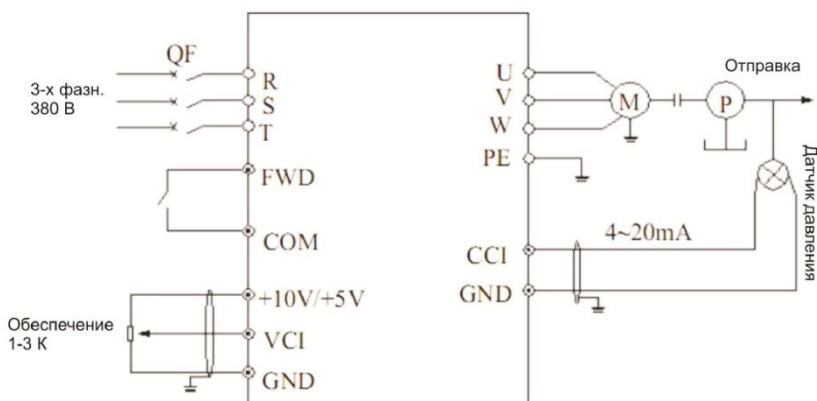 QF
3-х фазн.
380 В
R
S
T
FWD
COM
+10V/+5V
Обеспечение
1-3 К
VCI
GND
U
V
W
PE
M
P
Отправка
Датчик давления
4~20mA
CCI
GND